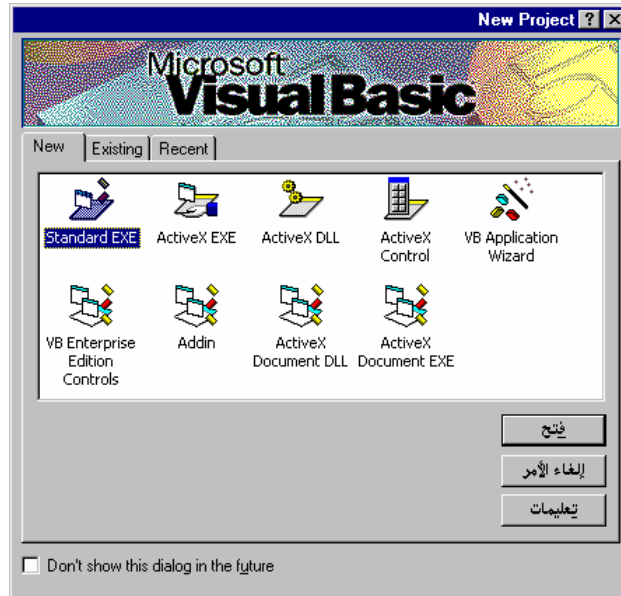 New Project
Microsoft
Visual Basic
New Existing Recent
Standard EXE
ActiveX EXE
ActiveX DLL
ActiveX
Control
VB Application
Wizard
VB Enterprise
Edition
Controls
Addin
ActiveX
Document DLL
ActiveX
Document EXE
فتح
إلغاء الأمر
تعليمات
Don't show this dialog in the future